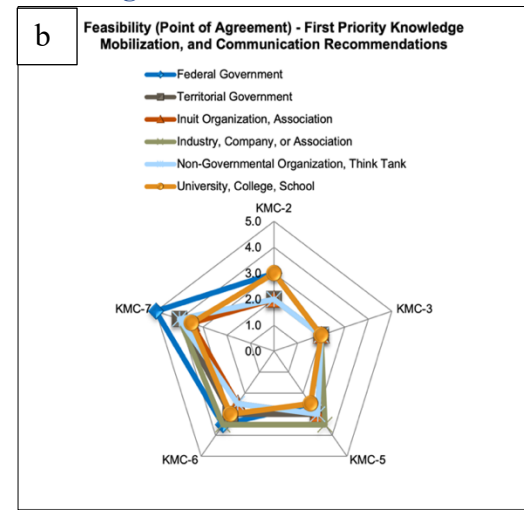 b
Feasibility (Point of Agreement) - First Priority Knowledge
Mobilization, and Communication Recommendations
Federal Government
Territorial Government
Inuit Organization, Association
Industry, Company, or Association
Non-Governmental Organization, Think Tank
University, College, School
KMC-2
5.0
4.0
3.0
2.0
1.0
0.0
KMC-7
KMC-3
KMC-6
KMC-5